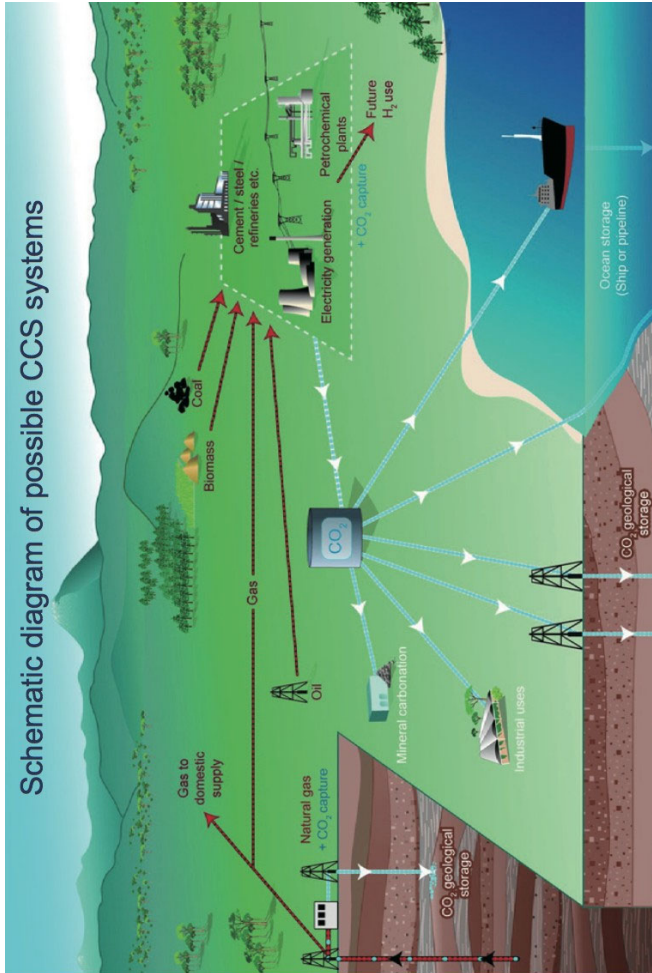 Schematic diagram of possible CCS systems
Gas to
domestic
supply
Biomass
Coal
Cement / steel /
refineries etc.
Natural gas
+ CO₂ capture
Oil
Gas
Electricity generation
Petrochemical
plants
+ CO₂ capture
Future
H₂ use
CO₂
Mineral carbonation
Industrial uses
CO₂ geological
storage
CO₂ geological
storage
Ocean storage
(Ship or pipeline)